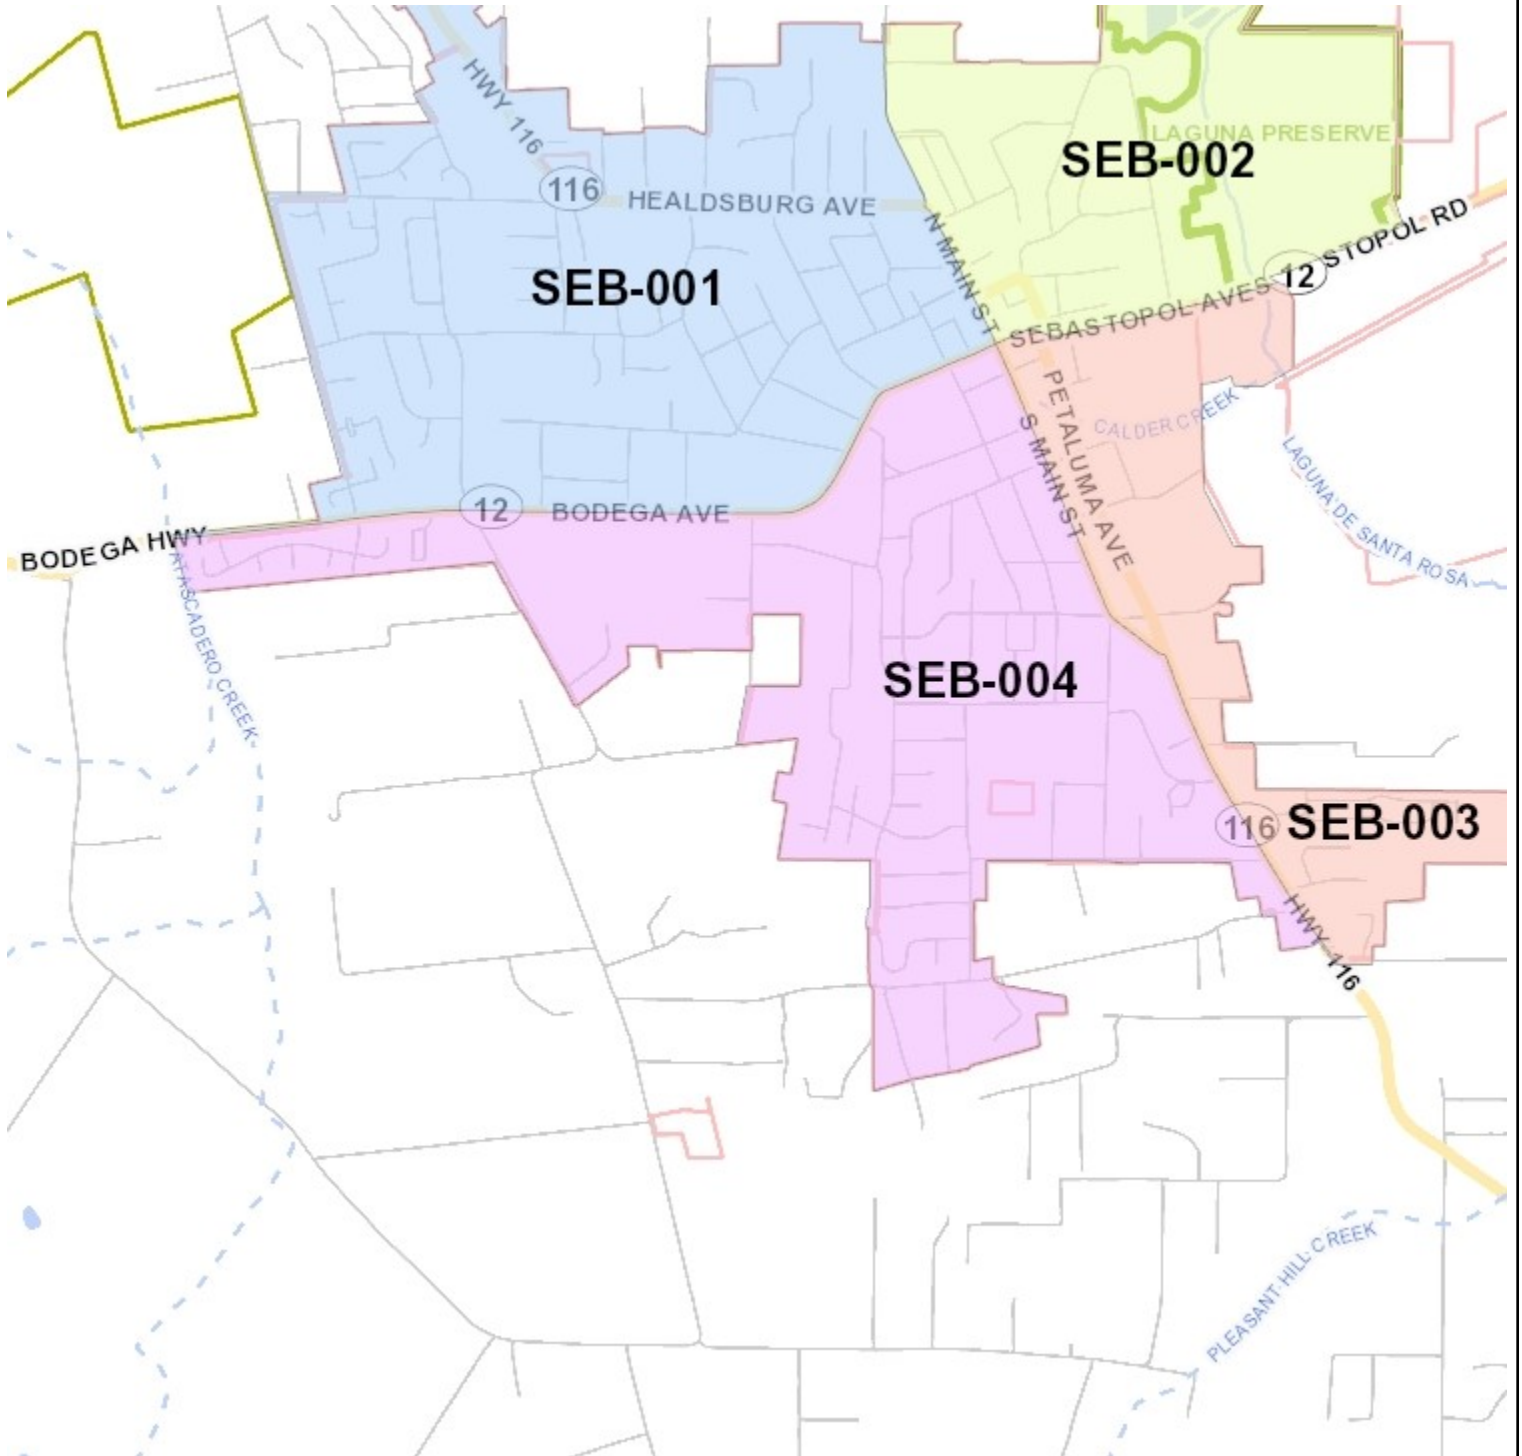 HWY 116
LAGUNA PRESERVE
SEB-002
116
HEALDSBURG AVE
N MAIN ST
STOPOL RD
12
SEB-001
SEBASTOPOL AVES
PETALUMA AVE
S MAIN ST
CALDER CREEK
LAGUNA DE SANTA ROSA
12
BODEGA AVE
BODEGA HWY
ATASCADERO CREEK
SEB-004
116
SEB-003
HWY 116
PLEASANT HILL CREEK